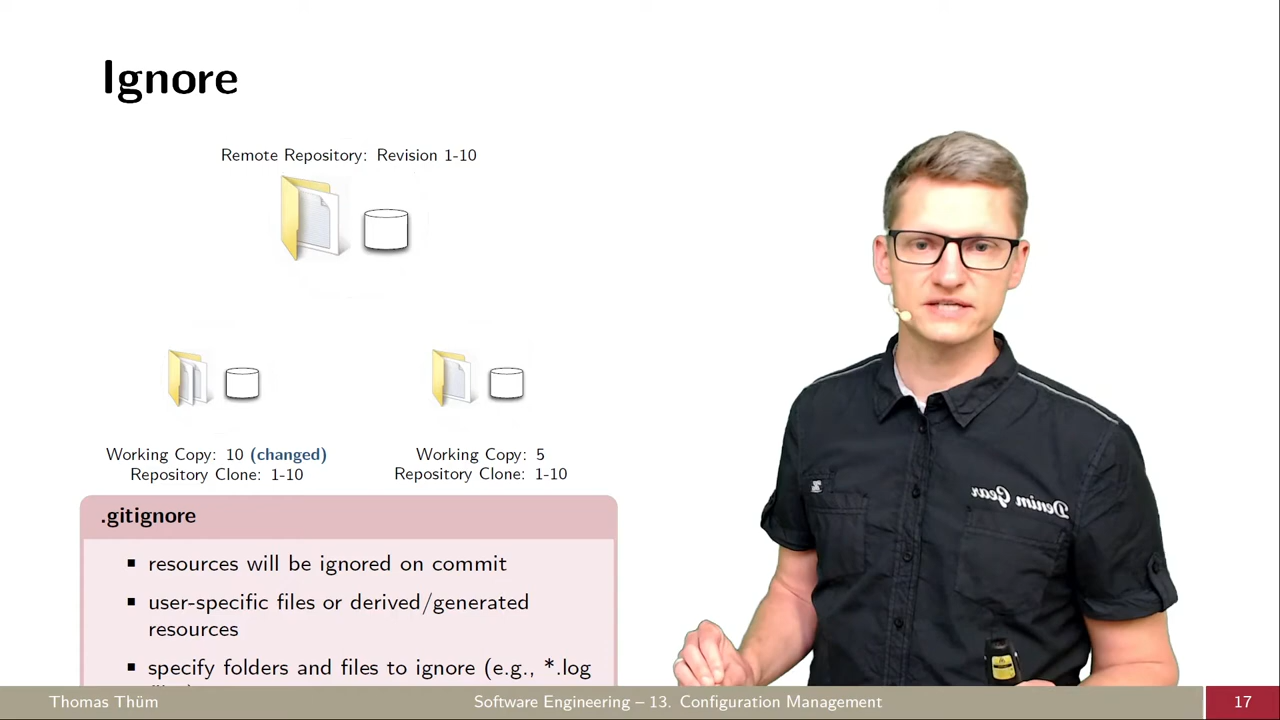 Ignore
Remote Repository: Revision 1-10
Working Copy: 10 (changed)
Repository Clone: 1-10
Working Copy: 5
Repository Clone: 1-10
.gitignore
▪ resources will be ignored on commit
▪ user-specific files or derived/generated
resources
▪ specify folders and files to ignore (e.g., *.log
Denim Gear
Thomas Thüm
Software Engineering – 13. Configuration Management
17